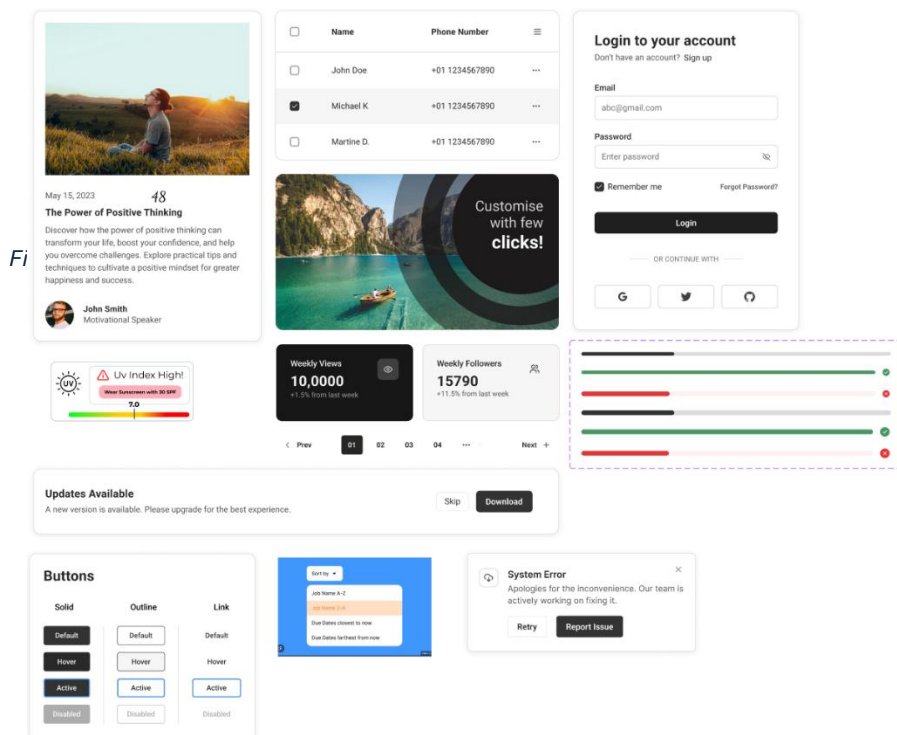 May 15, 2023
48
The Power of Positive Thinking
Discover how the power of positive thinking can
transform your life, boost your confidence, and help
you overcome challenges. Explore practical tips and
techniques to cultivate a positive mindset for greater
happiness and success.
Fi
John Smith
Motivational Speaker
Name Phone Number
John Doe +01 1234567890 ...
Michael K +01 1234567890 ...
Martine D. +01 1234567890 ...
Customise
with few
clicks!
Login to your account
Don't have an account? Sign up
Email
abc@gmail.com
Password
Enter password
Remember me Forgot Password?
Login
OR CONTINUE WITH
G
UV
Uv Index High!
Wear Sunscreen with 30 SPF
7.0
Weekly Views
10,0000
+1.5% from last week
Weekly Followers
15790
+11.5% from last week
< Prev 01 02 03 04 ... Next +
Updates Available
A new version is available. Please upgrade for the best experience.
Skip Download
Buttons
Solid Outline Link
Default Default Default
Hover Hover Hover
Active Active Active
Disabled Disabled Disabled
Sort by
Job Name A-Z
Job Name Z-A
Due Dates closest to now
Due Dates farthest from now
System Error
Apologies for the inconvenience. Our team is
actively working on fixing it.
Retry Report Issue